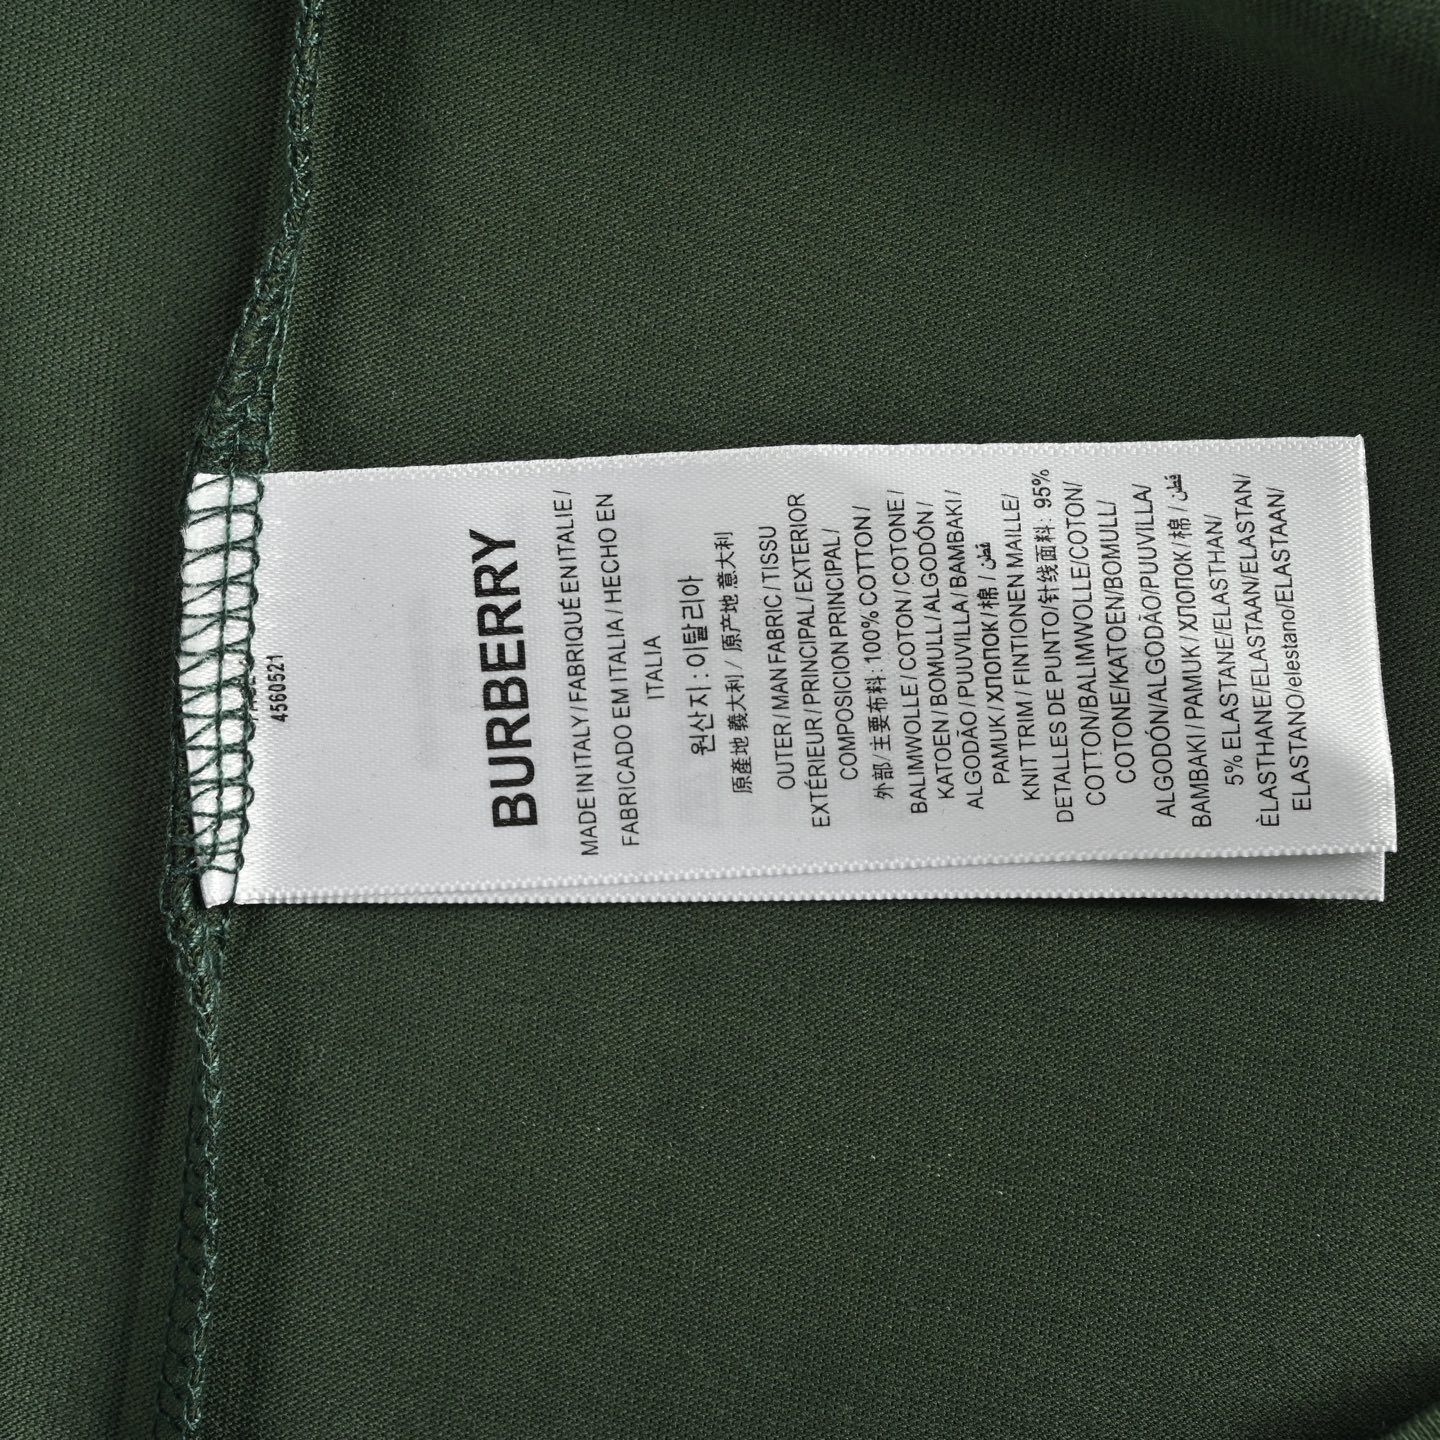 4560521
BURBERRY
MADE IN ITALY / FABRIQUÉ EN ITALIE /
FABRICADO EM ITALIA / HECHO EN
ITALIA
원산지 : 이탈리아
原產地 義大利 / 原产地 意大利
OUTER / MAN FABRIC / TISSU
EXTÉRIEUR / PRINCIPAL / EXTERIOR
COMPOSICION PRINCIPAL /
外部 / 主要布料 : 100% COTTON /
BALIMWOLLE / COTON / COTONE /
KATOEN / BOMULL / ALGODÓN /
ALGODÃO / PUUVILLA / BAMBAKI /
PAMUK / ХЛОПОК / 棉 / قطن
KNIT TRIM / FINTIONEN MAILLE/
DETALLES DE PUNTO/针线面料: 95%
COTTON/BALIMWOLLE/COTON/
COTONE/KATOEN/BOMULL/
ALGODÓN/ALGODÃO/PUUVILLA/
BAMBAKI / PAMUK / ХЛОПОК / 棉 / قطن
5% ELASTANE/ELASTHAN/
ÈLASTHANE/ELASTAAN/ELASTAN/
ELASTANO/elestano/ELASTAAN/